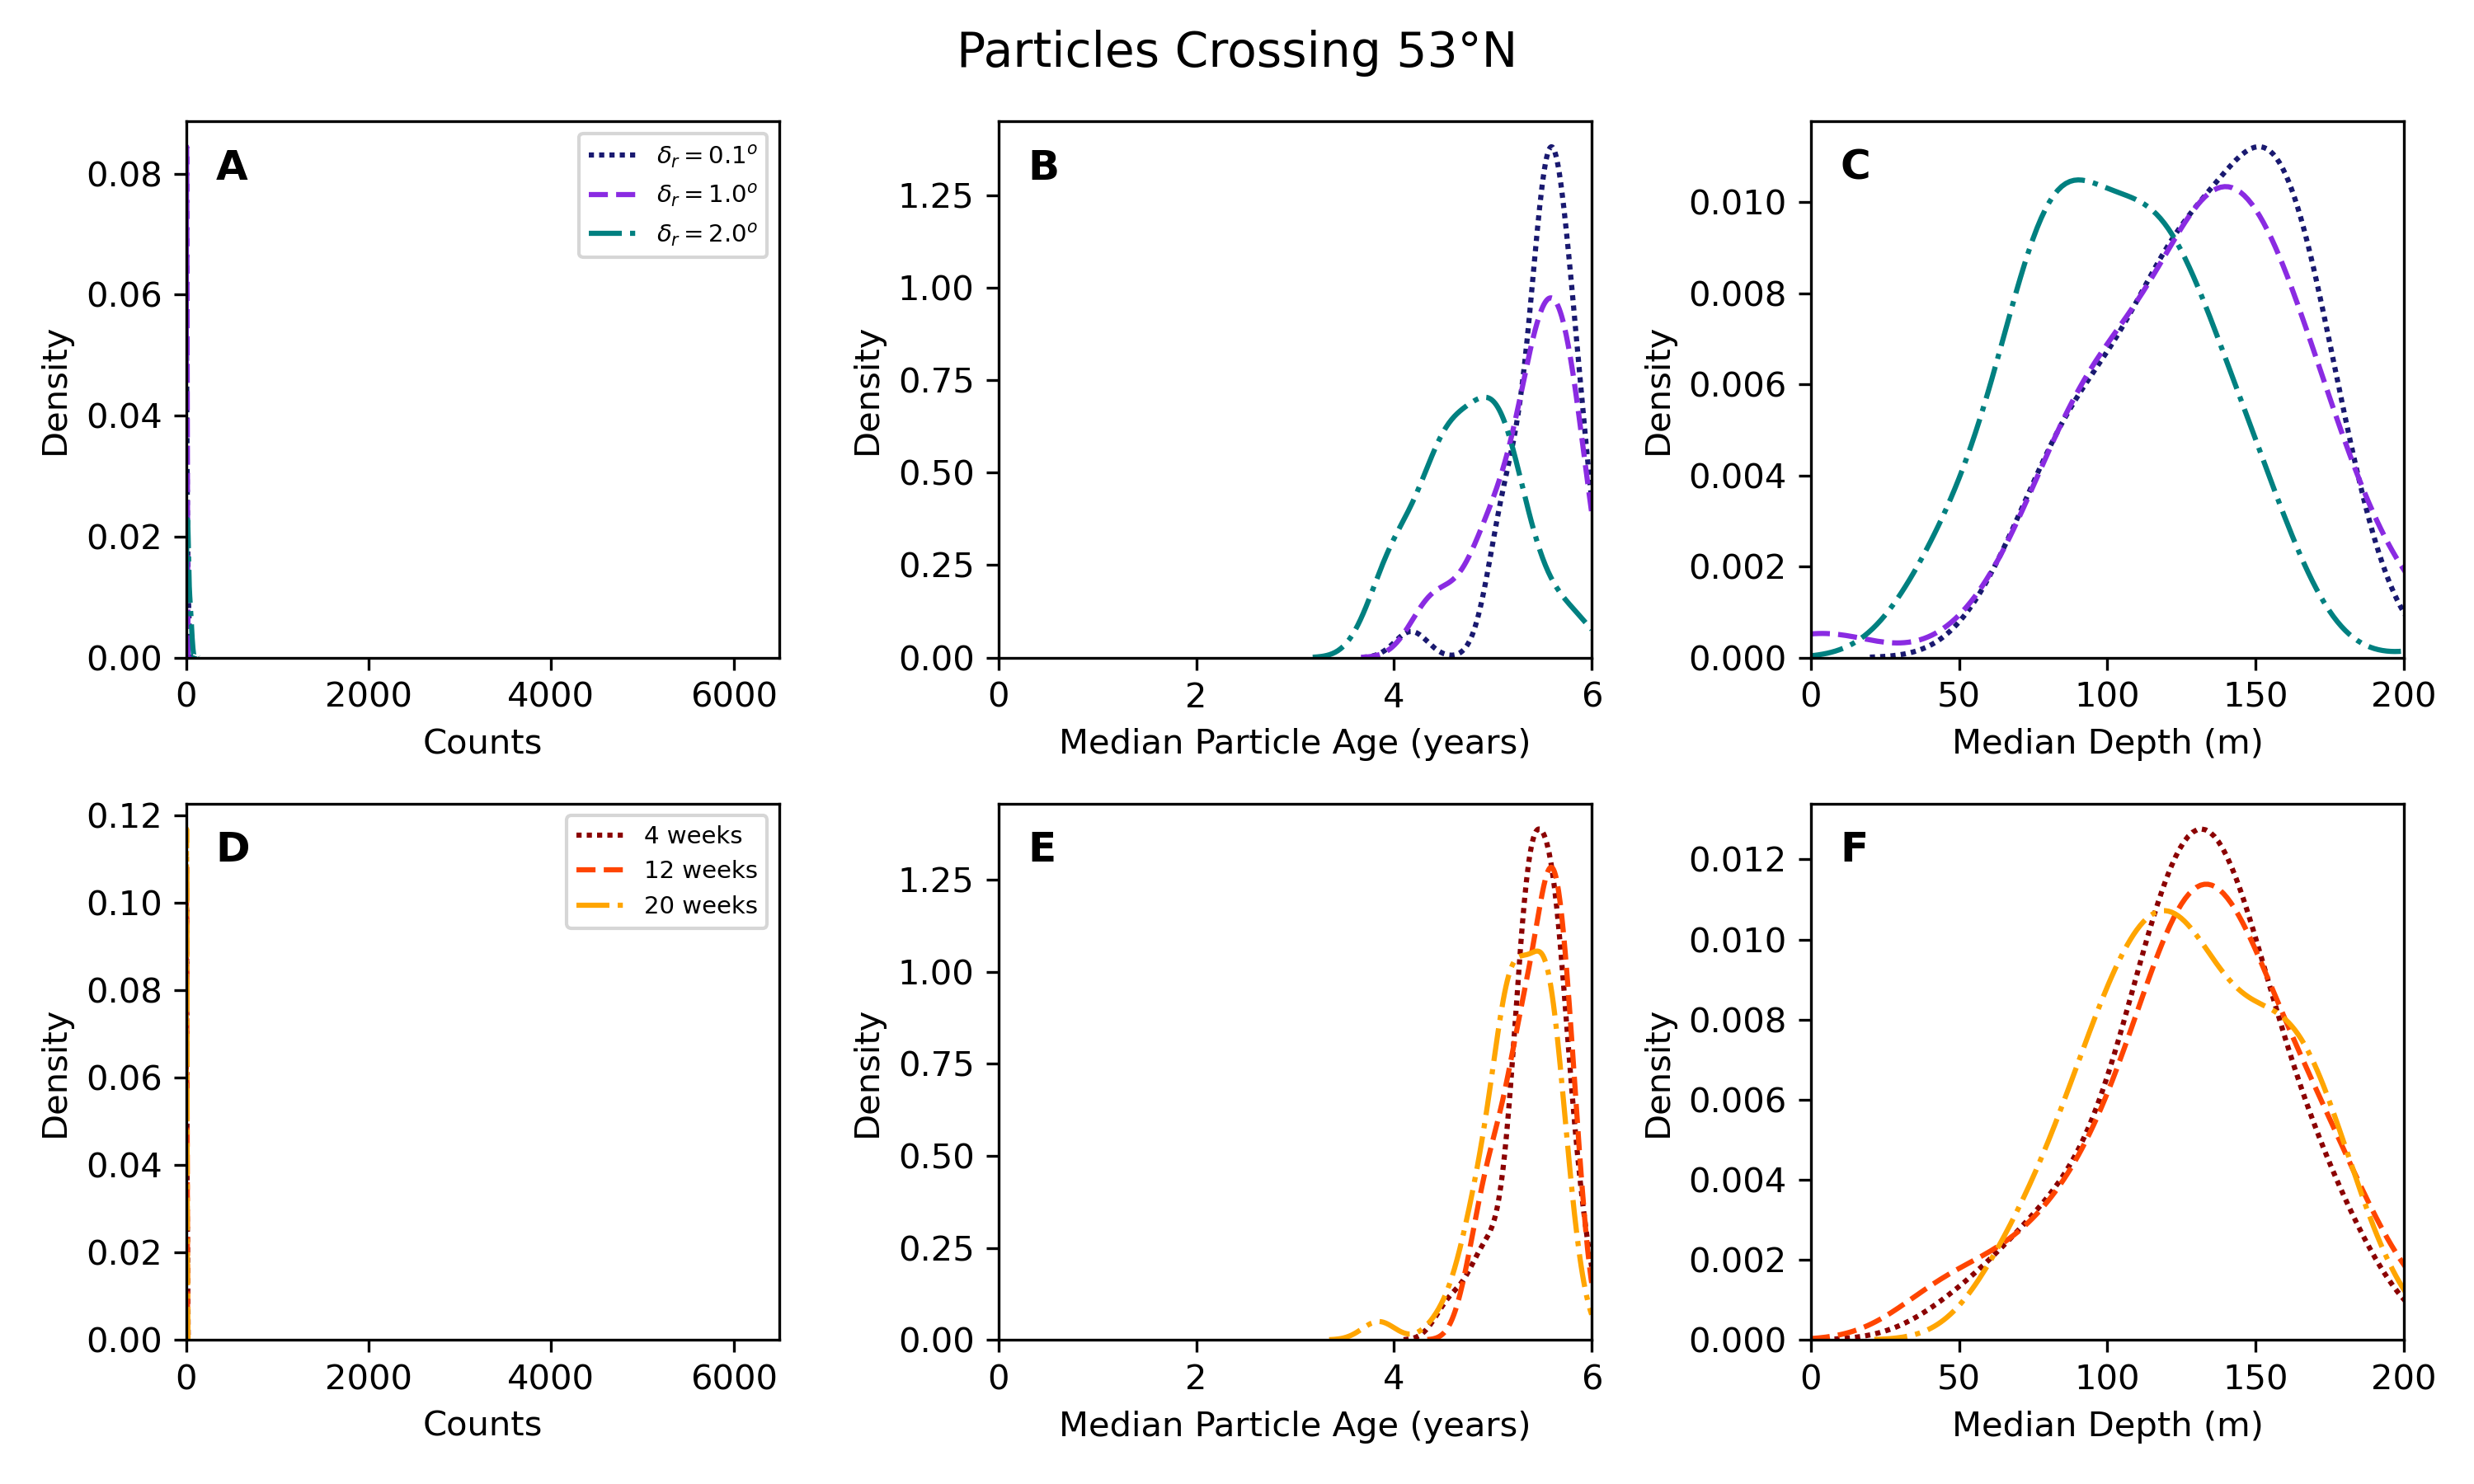 Particles Crossing 53°N
A
δr = 0.1°
δr = 1.0°
δr = 2.0°
0.08
0.06
0.04
0.02
0.00
Density
0 2000 4000 6000
Counts
B
1.25
1.00
0.75
0.50
0.25
0.00
Density
0 2 4 6
Median Particle Age (years)
C
0.010
0.008
0.006
0.004
0.002
0.000
Density
0 50 100 150 200
Median Depth (m)
D
4 weeks
12 weeks
20 weeks
0.12
0.10
0.08
0.06
0.04
0.02
0.00
Density
0 2000 4000 6000
Counts
E
1.25
1.00
0.75
0.50
0.25
0.00
Density
0 2 4 6
Median Particle Age (years)
F
0.012
0.010
0.008
0.006
0.004
0.002
0.000
Density
0 50 100 150 200
Median Depth (m)